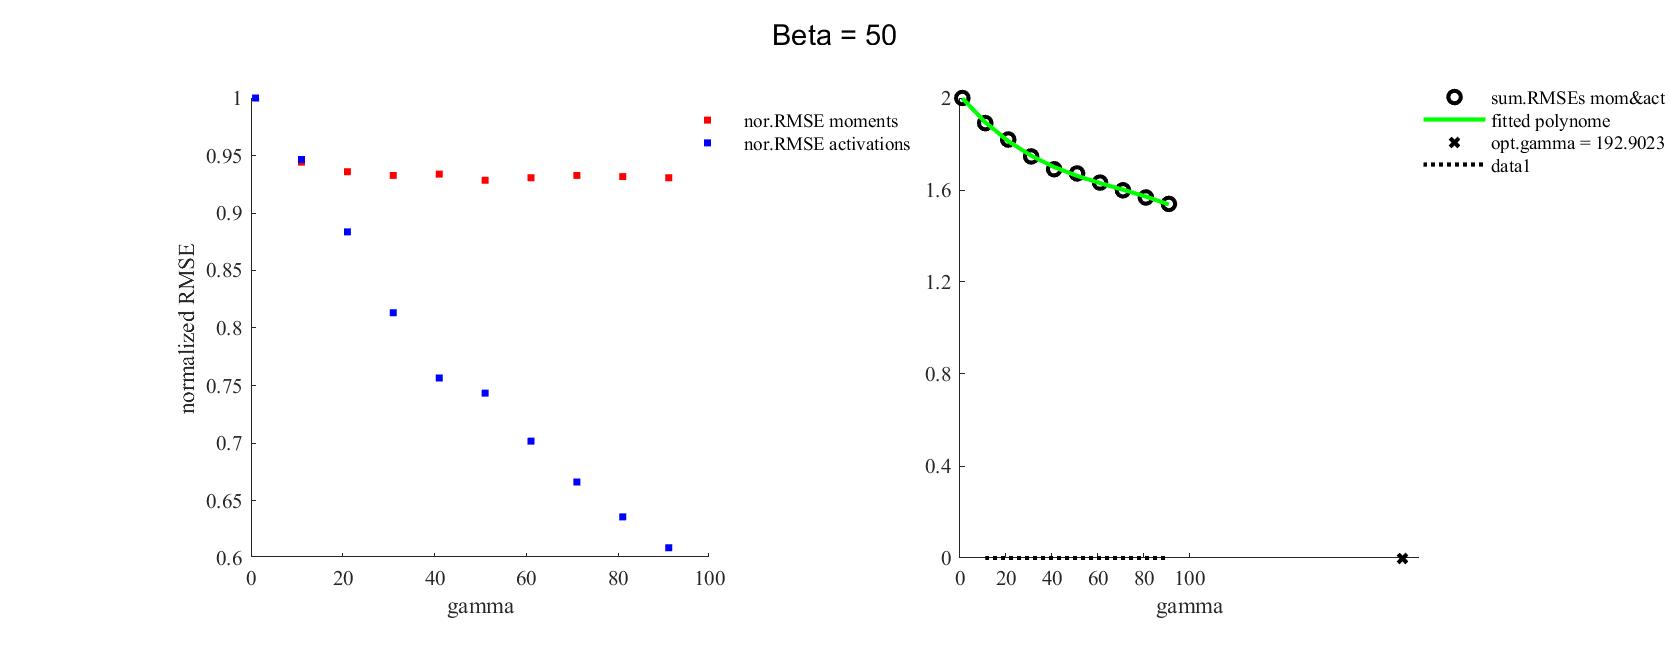 Beta = 50
1
0.95
0.9
0.85
0.8
0.75
0.7
0.65
0.6
normalized RMSE
0 20 40 60 80 100
gamma
nor.RMSE moments
nor.RMSE activations
2
1.6
1.2
0.8
0.4
0
0 20 40 60 80 100
gamma
sum.RMSEs mom&act
fitted polynome
opt.gamma = 192.9023
data1